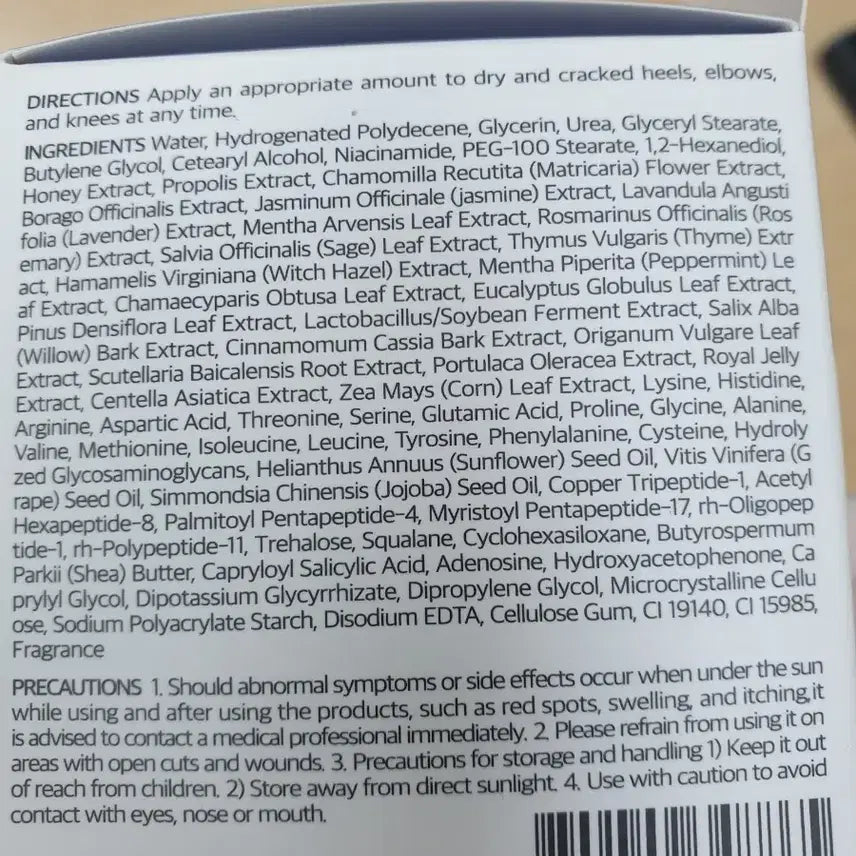 DIRECTIONS Apply an appropriate amount to dry and cracked heels, elbows,
and knees at any time.
INGREDIENTS Water, Hydrogenated Polydecene, Glycerin, Urea, Glyceryl Stearate,
Butylene Glycol, Cetearyl Alcohol, Niacinamide, PEG-100 Stearate, 1,2-Hexanediol,
Honey Extract, Propolis Extract, Chamomilla Recutita (Matricaria) Flower Extract,
Borago Officinalis Extract, Jasminum Officinale (jasmine) Extract, Lavandula Angusti
folia (Lavender) Extract, Mentha Arvensis Leaf Extract, Rosmarinus Officinalis (Ros
emary) Extract, Salvia Officinalis (Sage) Leaf Extract, Thymus Vulgaris (Thyme) Extr
act, Hamamelis Virginiana (Witch Hazel) Extract, Mentha Piperita (Peppermint) Le
af Extract, Chamaecyparis Obtusa Leaf Extract, Eucalyptus Globulus Leaf Extract,
Pinus Densiflora Leaf Extract, Lactobacillus/Soybean Ferment Extract, Salix Alba
(Willow) Bark Extract, Cinnamomum Cassia Bark Extract, Origanum Vulgare Leaf
Extract, Scutellaria Baicalensis Root Extract, Portulaca Oleracea Extract, Royal Jelly
Extract, Centella Asiatica Extract, Zea Mays (Corn) Leaf Extract, Lysine, Histidine,
Arginine, Aspartic Acid, Threonine, Serine, Glutamic Acid, Proline, Glycine, Alanine,
Valine, Methionine, Isoleucine, Leucine, Tyrosine, Phenylalanine, Cysteine, Hydroly
zed Glycosaminoglycans, Helianthus Annuus (Sunflower) Seed Oil, Vitis Vinifera (G
rape) Seed Oil, Simmondsia Chinensis (Jojoba) Seed Oil, Copper Tripeptide-1, Acetyl
Hexapeptide-8, Palmitoyl Pentapeptide-4, Myristoyl Pentapeptide-17, rh-Oligopep
tide-1, rh-Polypeptide-11, Trehalose, Squalane, Cyclohexasiloxane, Butyrospermum
Parkii (Shea) Butter, Capryloyl Salicylic Acid, Adenosine, Hydroxyacetophenone, Ca
prylyl Glycol, Dipotassium Glycyrrhizate, Dipropylene Glycol, Microcrystalline Cellu
ose, Sodium Polyacrylate Starch, Disodium EDTA, Cellulose Gum, CI 19140, CI 15985,
Fragrance
PRECAUTIONS 1. Should abnormal symptoms or side effects occur when under the sun
while using and after using the products, such as red spots, swelling, and itching,it
is advised to contact a medical professional immediately. 2. Please refrain from using it on
areas with open cuts and wounds. 3. Precautions for storage and handling 1) Keep it out
of reach from children. 2) Store away from direct sunlight. 4. Use with caution to avoid
contact with eyes, nose or mouth.